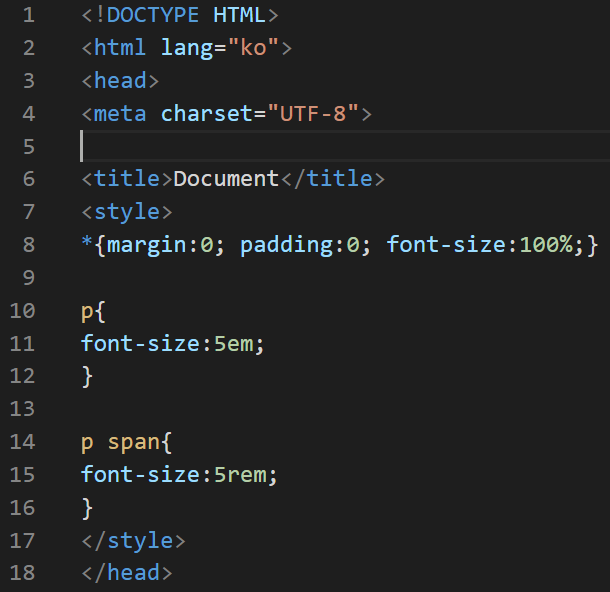 1 <!DOCTYPE HTML>
2 <html lang="ko">
3 <head>
4 <meta charset="UTF-8">
5
6 <title>Document</title>
7 <style>
8 *{margin:0; padding:0; font-size:100%;}
9
10 p{
11 font-size:5em;
12 }
13
14 p span{
15 font-size:5rem;
16 }
17 </style>
18 </head>